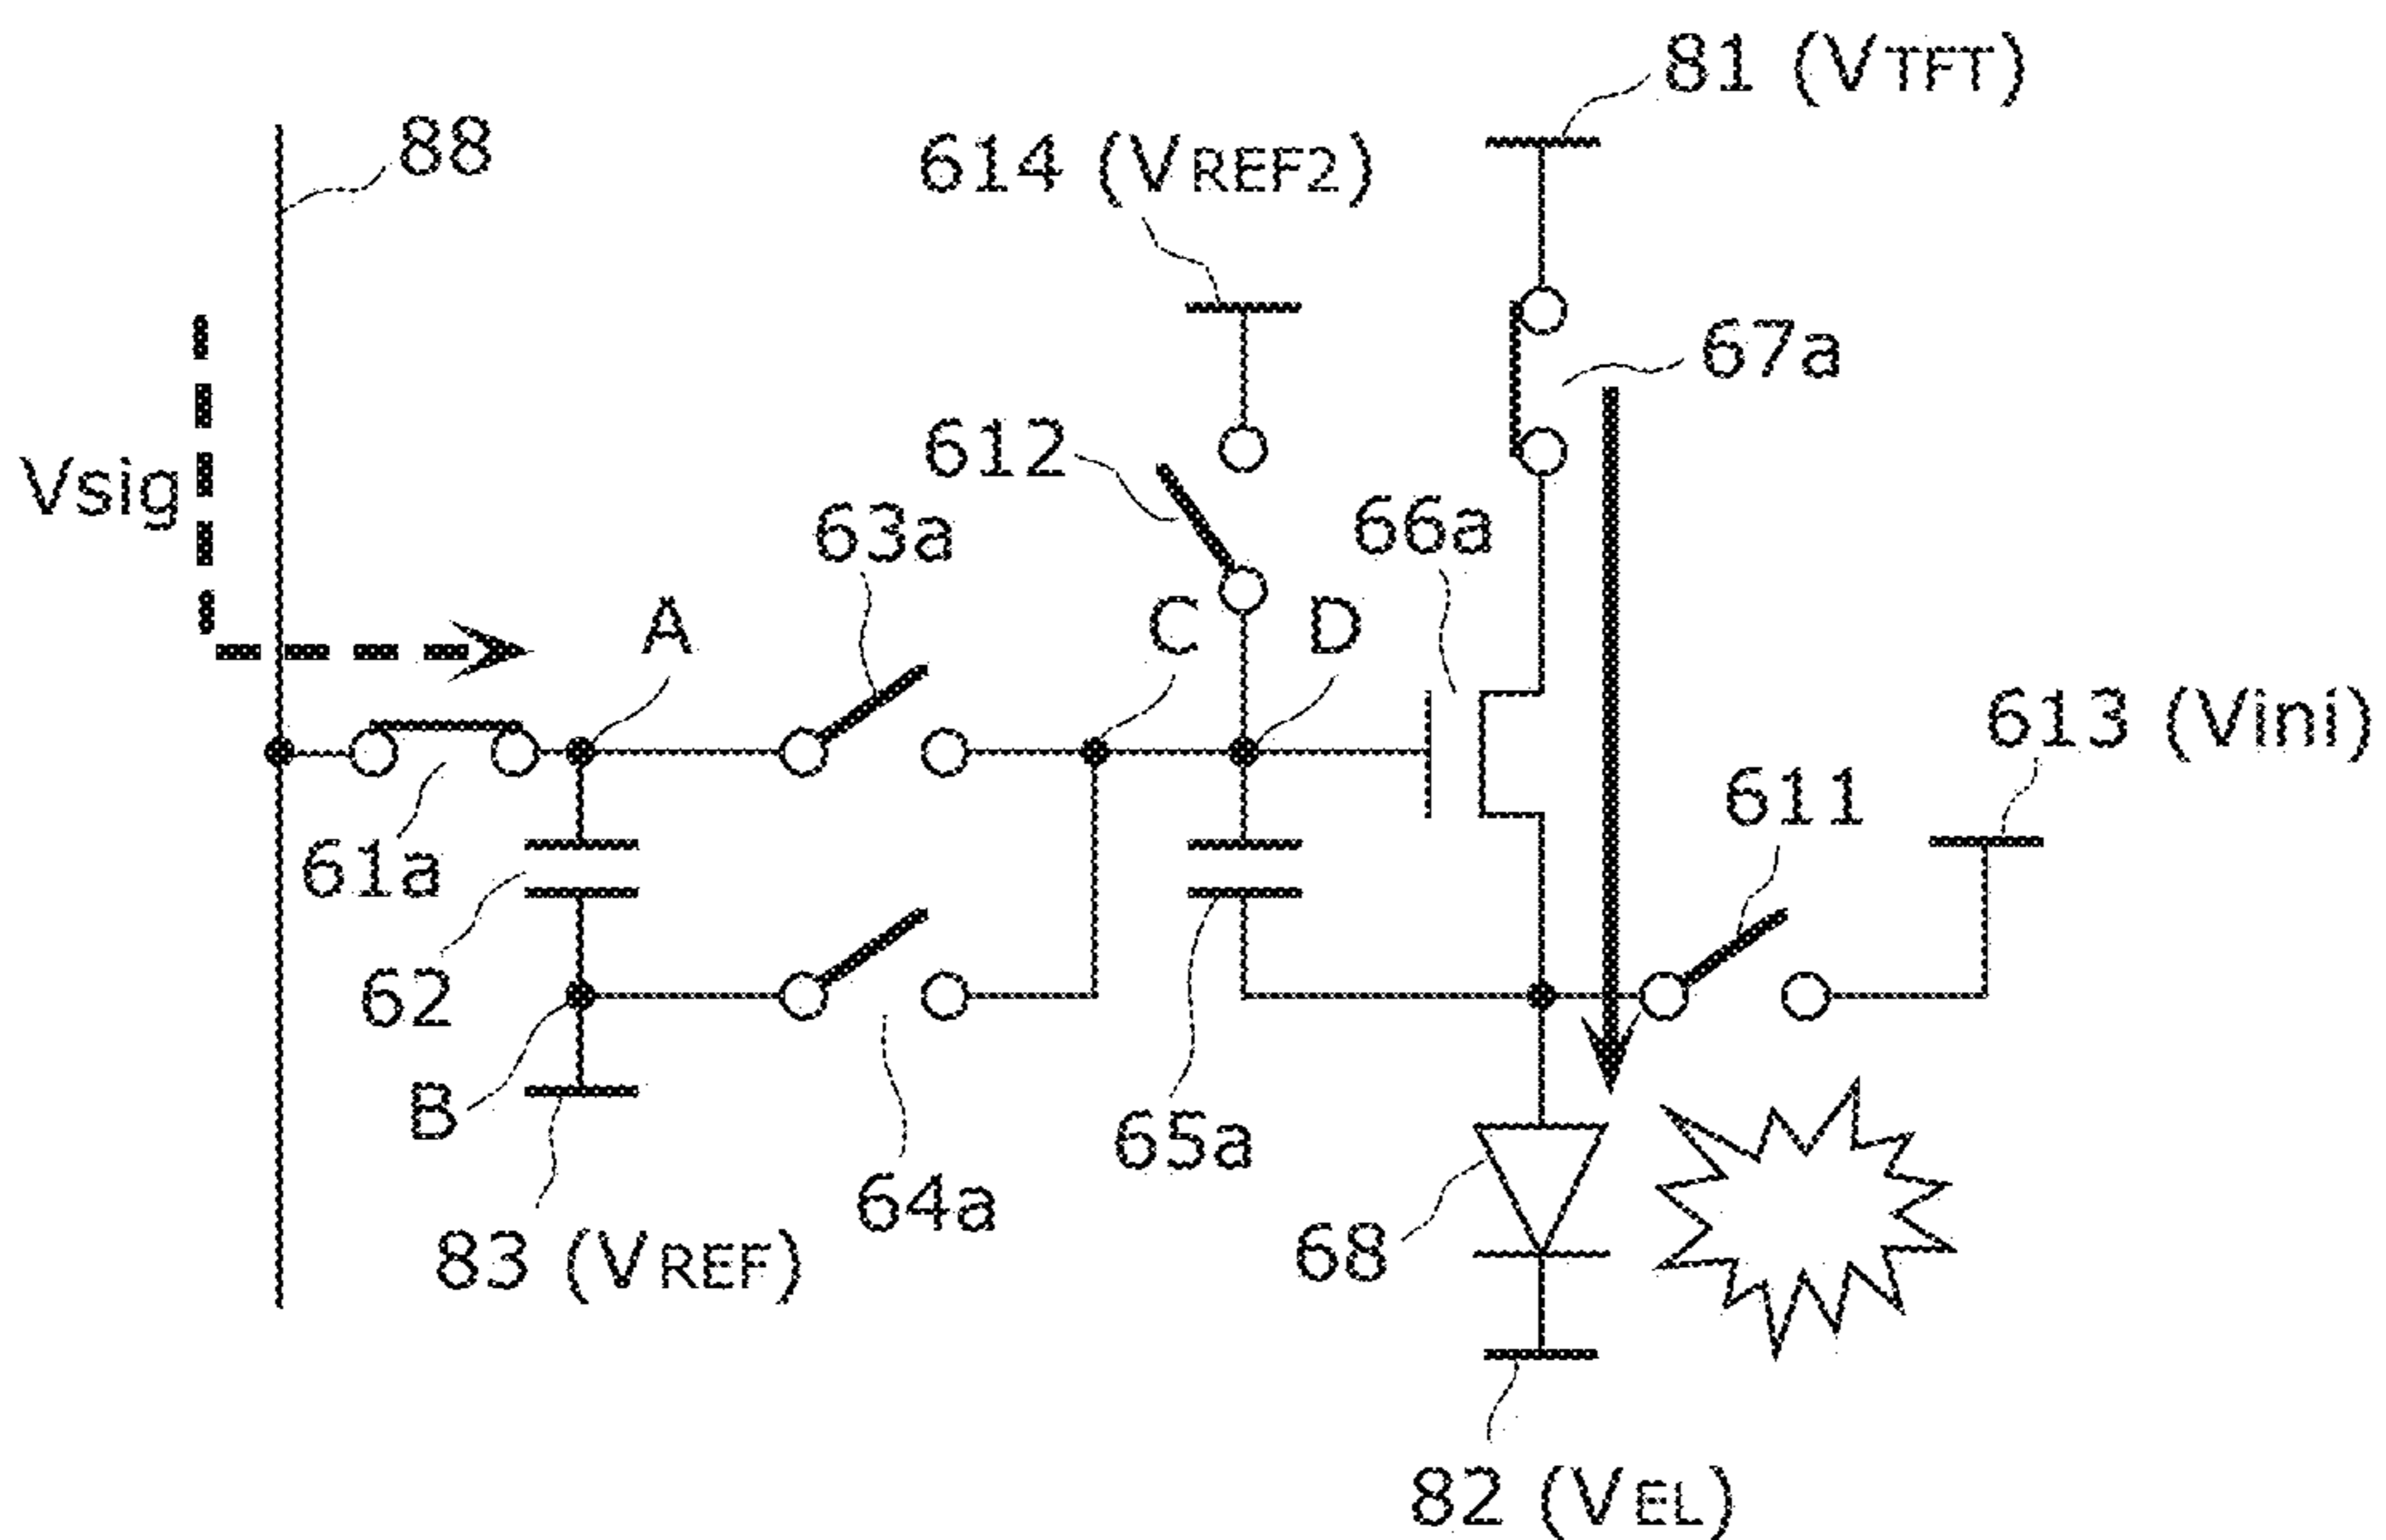 81 (VTFT)
88
614 (VREF2)
67a
612
63a
66a
Vsig
A
C
D
613 (Vini)
611
61a
62
B
65a
64a
68
83 (VREF)
82 (VEL)